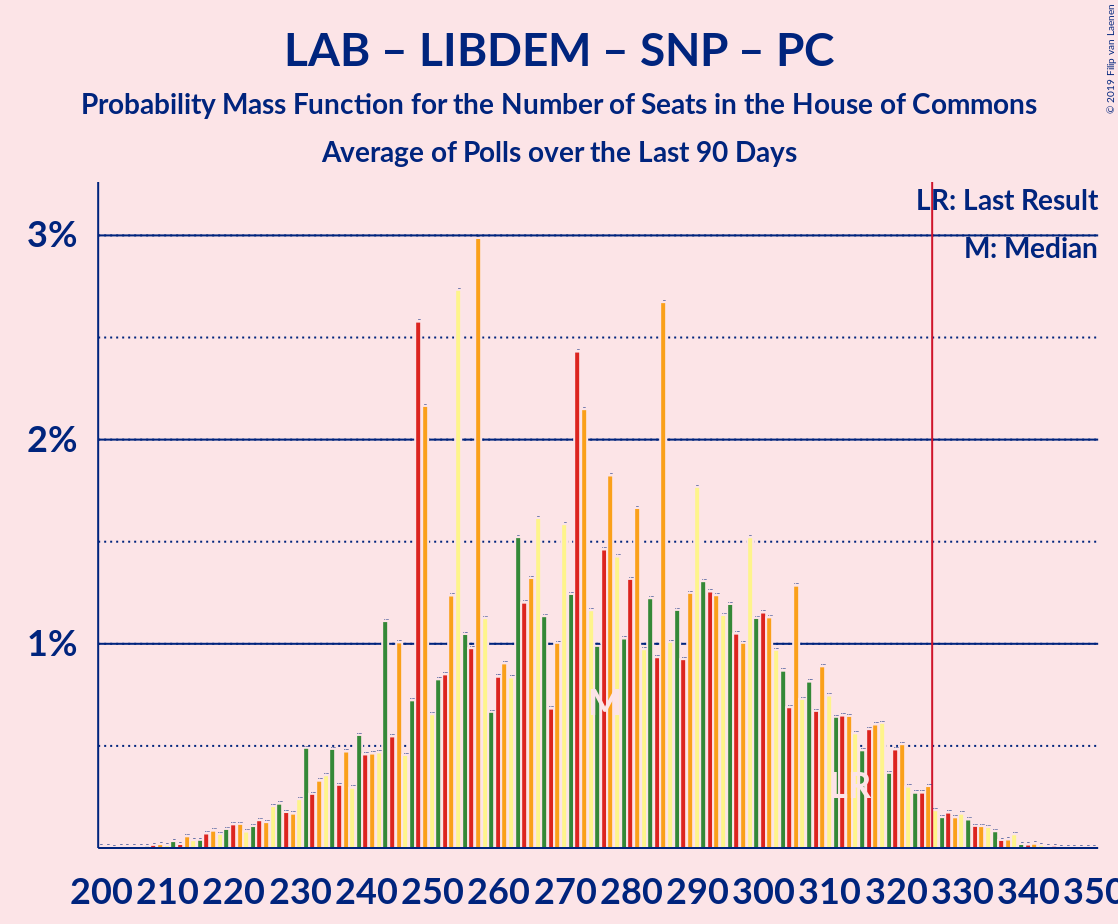 LAB – LIBDEM – SNP – PC
Probability Mass Function for the Number of Seats in the House of Commons
Average of Polls over the Last 90 Days
© 2019 Filip van Laenen
LR: Last Result
M: Median
3%
2%
1%
M
LR
200 210 220 230 240 250 260 270 280 290 300 310 320 330 340 350